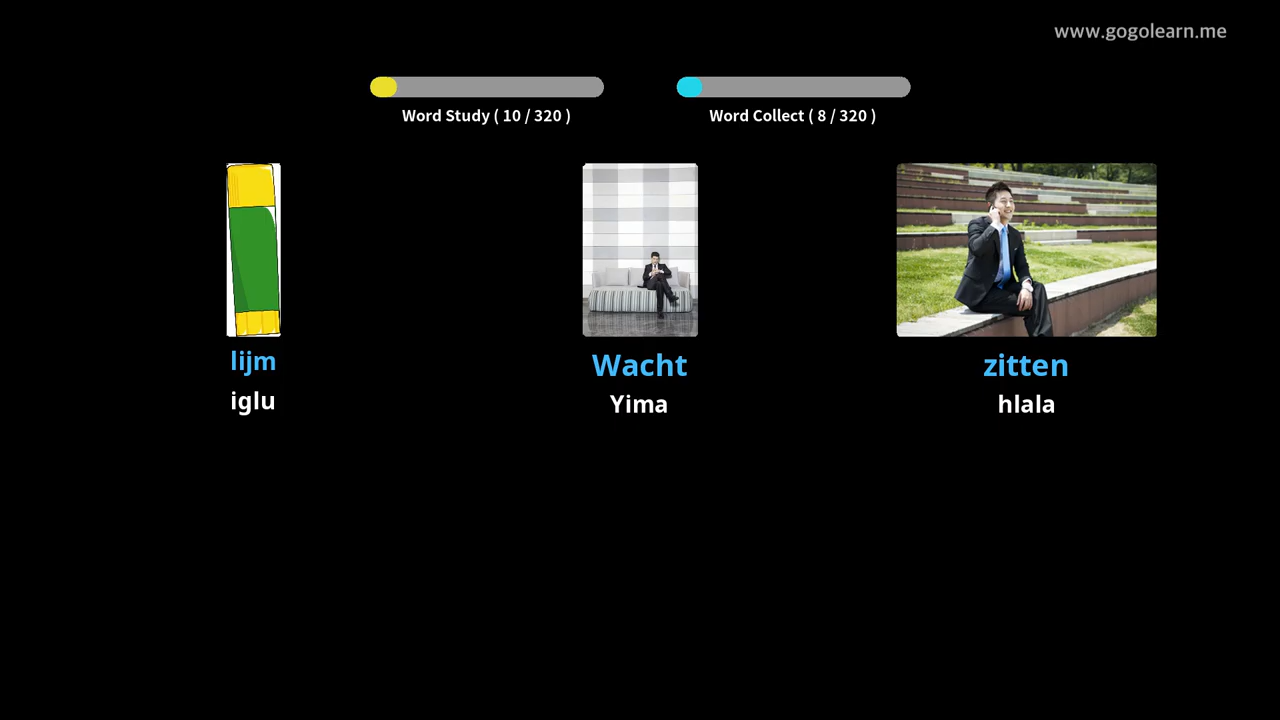 www.gogolearn.me
Word Study ( 10 / 320 )
Word Collect ( 8 / 320 )
lijm
iglu
Wacht
Yima
zitten
hlala